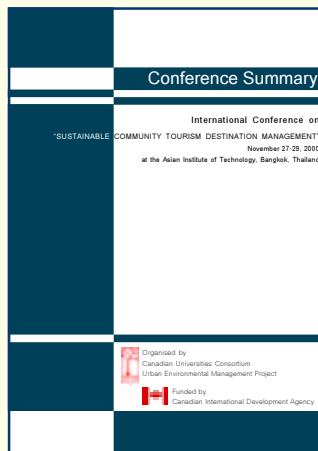 Conference Summary
International Conference on
"SUSTAINABLE COMMUNITY TOURISM DESTINATION MANAGEMENT"
November 27-29, 2000
at the Asian Institute of Technology, Bangkok, Thailand
Organised by
Canadian Universities Consortium
Urban Environmental Management Project
Funded by
Canadian International Development Agency